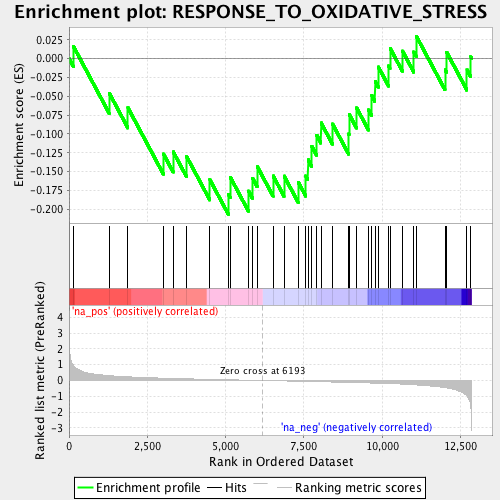 Enrichment plot: RESPONSE_TO_OXIDATIVE_STRESS
Enrichment score (ES)
0.025
0.000
-0.025
-0.050
-0.075
-0.100
-0.125
-0.150
-0.175
-0.200
'na_pos' (positively correlated)
Ranked list metric (PreRanked)
4
3
2
1
0
-1
-2
-3
Zero cross at 6193
'na_neg' (negatively correlated)
0
2,500
5,000
7,500
10,000
12,500
Rank in Ordered Dataset
Enrichment profile
Hits
Ranking metric scores